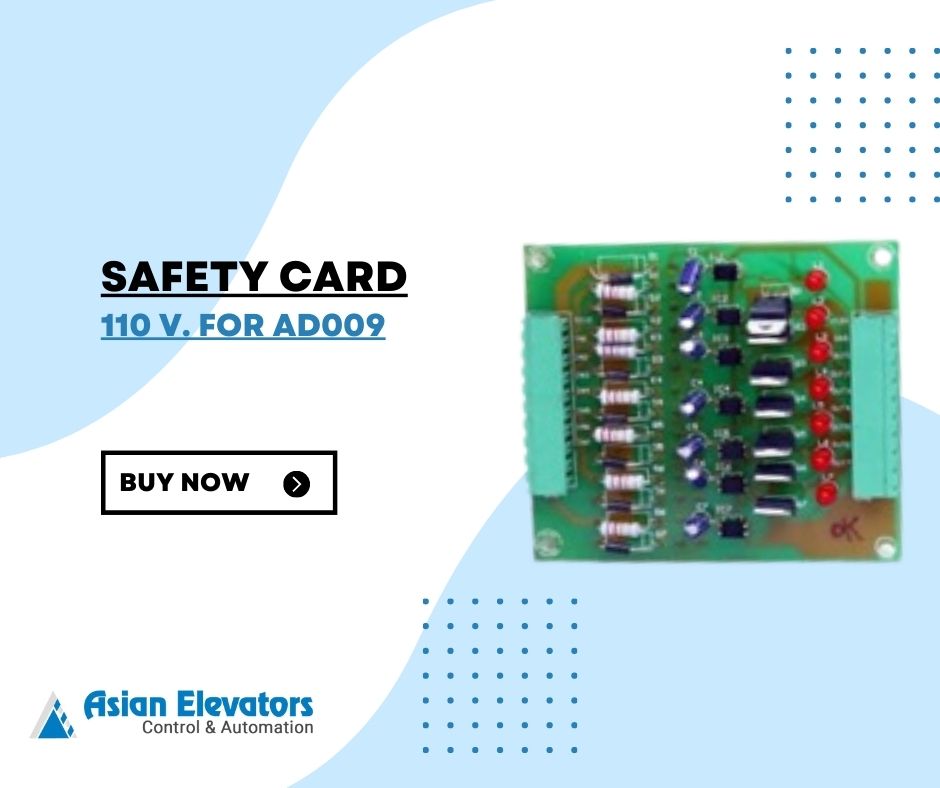 SAFETY CARD
110 V. FOR AD009
BUY NOW
OK
Asian Elevators
Control & Automation